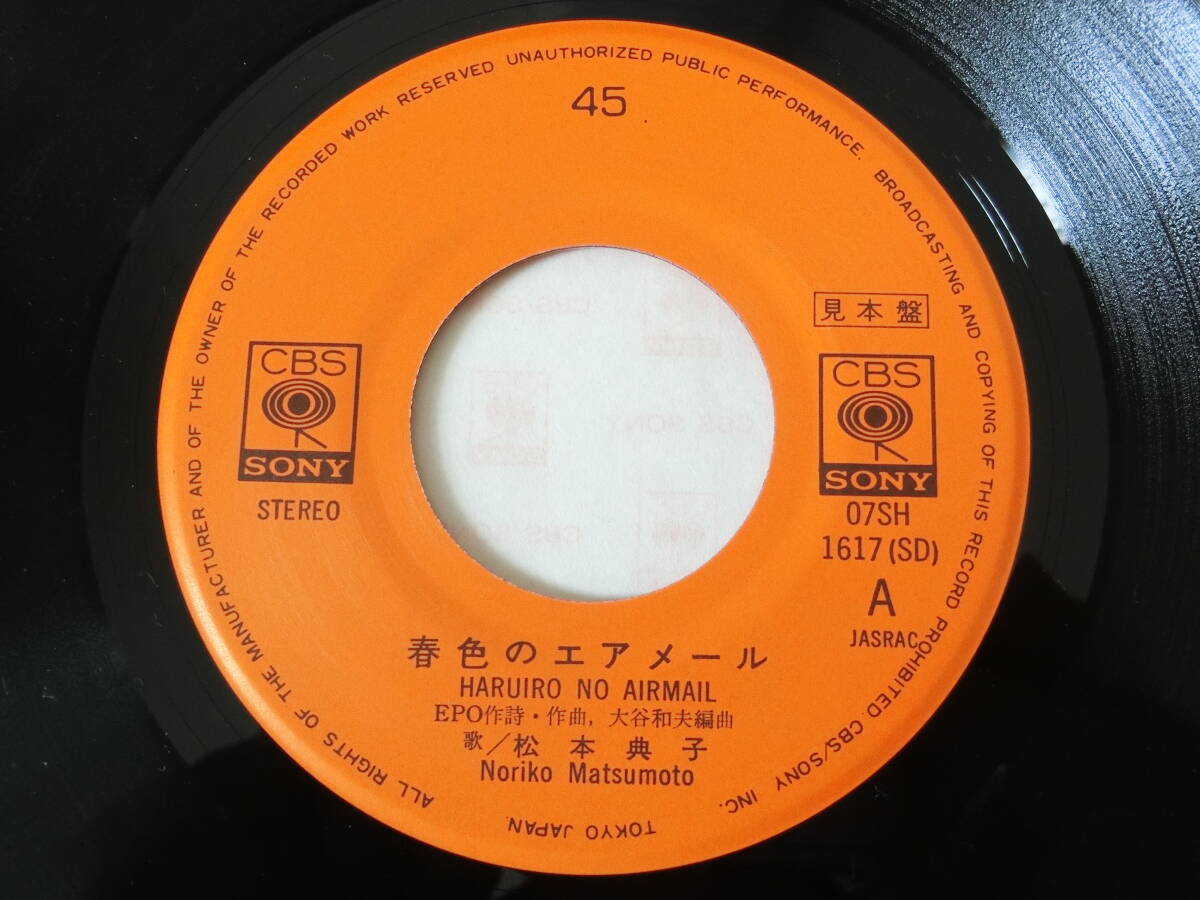 45
ALL RIGHTS OF THE MANUFACTURER AND OF THE OWNER OF THE RECORDED WORK RESERVED UNAUTHORIZED PUBLIC PERFORMANCE. BROADCASTING AND COPYING OF THIS RECORD PROHIBITED. CBS/SONY INC.
TOKYO JAPAN.
CBS
SONY
STEREO
見本盤
CBS
SONY
07SH
1617(SD)
A
JASRAC
春色のエアメール
HARUIRO NO AIRMAIL
EPO作詩・作曲, 大谷和夫編曲
歌／松本典子
Noriko Matsumoto
CBS SONY